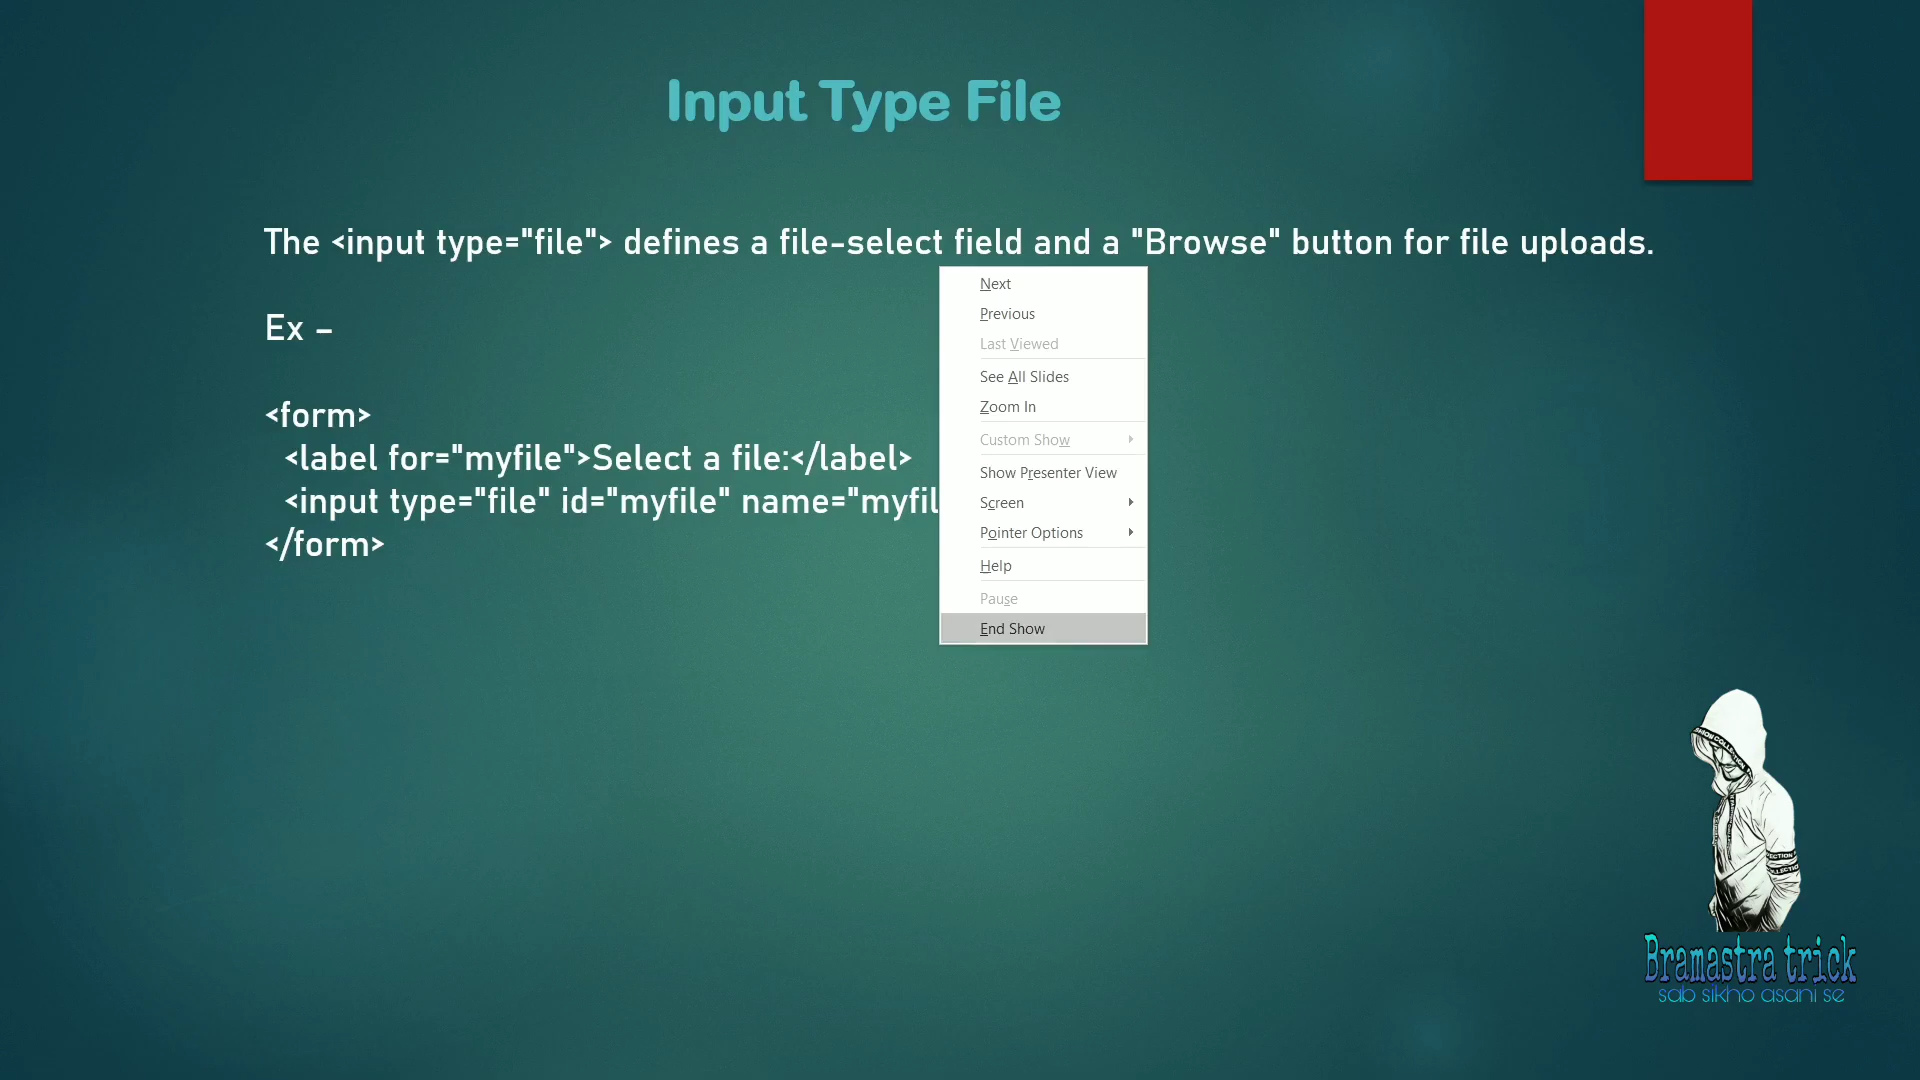 Input Type File
The <input type="file"> defines a file-select field and a "Browse" button for file uploads.
Ex –
<form>
<label for="myfile">Select a file:</label>
<input type="file" id="myfile" name="myfil
</form>
Next
Previous
Last Viewed
See All Slides
Zoom In
Custom Show
Show Presenter View
Screen
Pointer Options
Help
Pause
End Show
Bramastra trick
sab sikho asani se